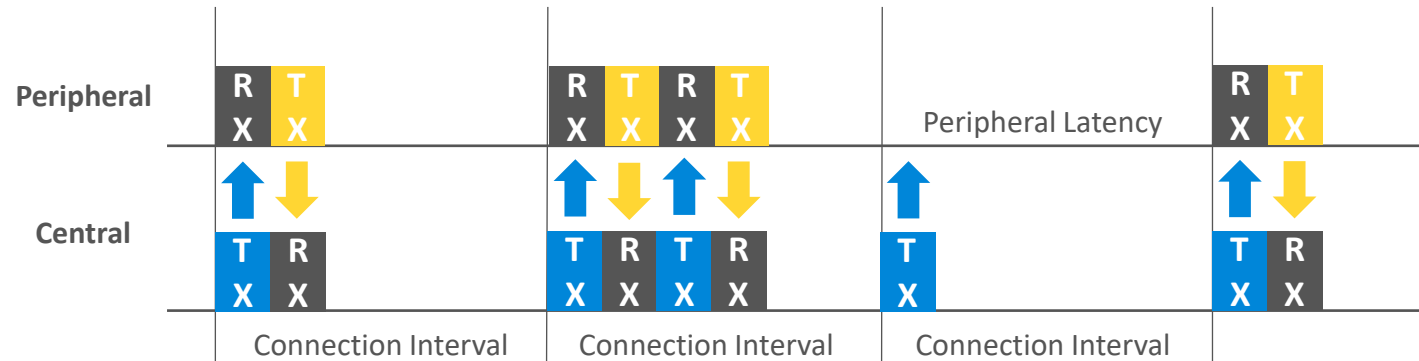 R T R T R T R T
Peripheral
X X X X X X X X
Peripheral Latency
Central
T R T R T R T T R
X X X X X X X
Connection Interval Connection Interval Connection Interval